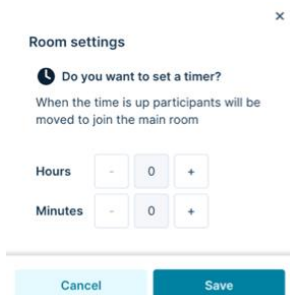 ×
Room settings
Do you want to set a timer?
When the time is up participants will be
moved to join the main room
Hours - 0 +
Minutes - 0 +
Cancel Save